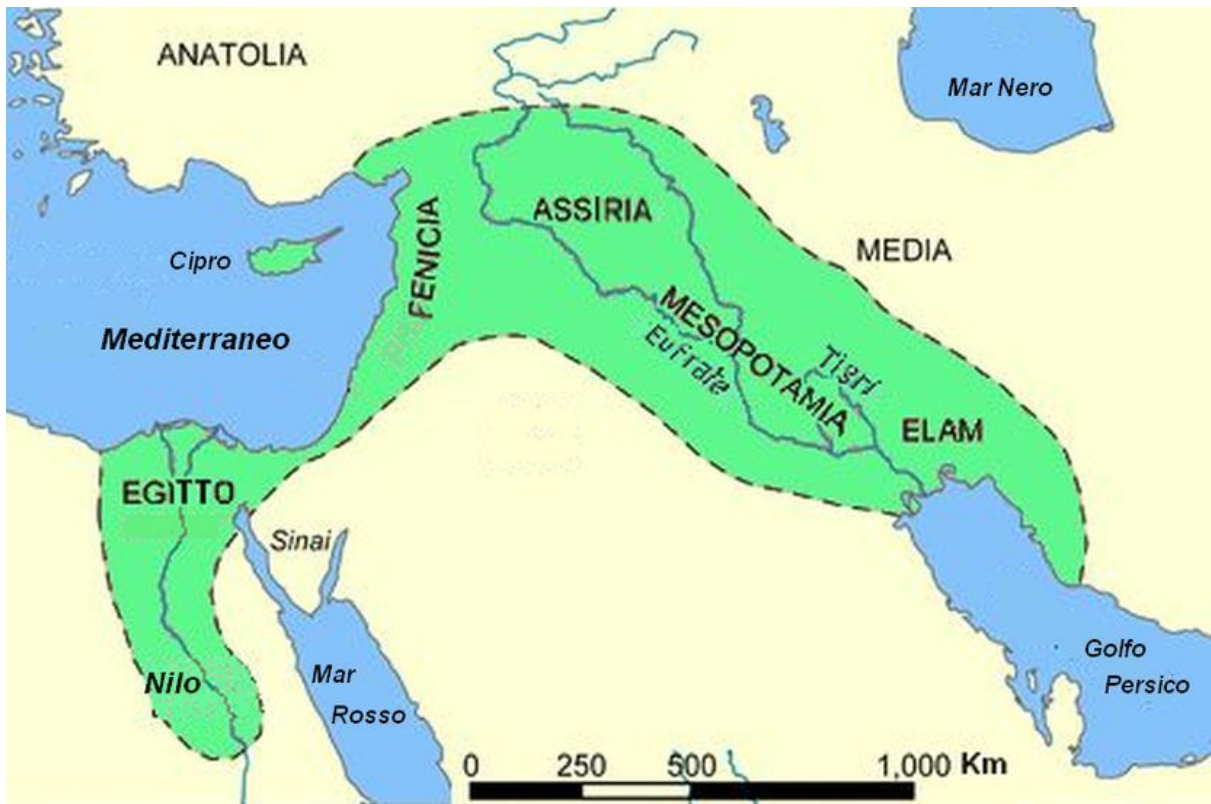 ANATOLIA
Mar Nero
ASSIRIA
FENICIA
MEDIA
Cipro
Mediterraneo
MESOPOTAMIA
Eufrate
Tigri
ELAM
EGITTO
Sinai
Nilo
Mar
Rosso
Golfo
Persico
0 250 500 1,000 Km